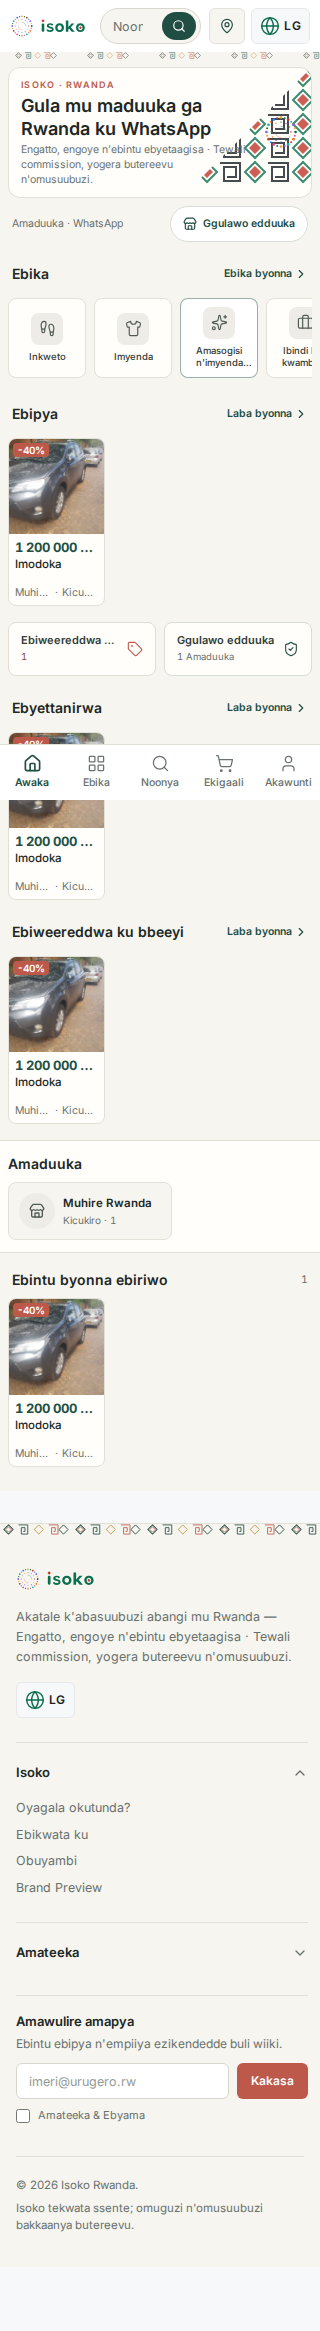 isoko
Noor
LG
ISOKO · RWANDA
Gula mu maduuka ga
Rwanda ku WhatsApp
Engatto, engoye n'ebintu ebyetaagisa · Tewali
commission, yogera butereevu
n'omusuubuzi.
Amaduuka · WhatsApp
Ggulawo edduuka
Ebika
Ebika byonna
Inkweto
Imyenda
Amasogisi
n'imyenda...
Ibindi
kwamb
Ebipya
Laba byonna
-40%
1 200 000 ...
Imodoka
Muhi... · Kicu...
Ebiweereddwa ...
1
Ggulawo edduuka
1 Amaduuka
Ebyettanirwa
Laba byonna
-40%
Awaka
Ebika
Noonya
Ekigaali
Akawunti
1 200 000 ...
Imodoka
Muhi... · Kicu...
Ebiweereddwa ku bbeeyi
Laba byonna
-40%
1 200 000 ...
Imodoka
Muhi... · Kicu...
Amaduuka
Muhire Rwanda
Kicukiro · 1
Ebintu byonna ebiriwo
1
-40%
1 200 000 ...
Imodoka
Muhi... · Kicu...
isoko
Akatale k'abasuubuzi abangi mu Rwanda —
Engatto, engoye n'ebintu ebyetaagisa · Tewali
commission, yogera butereevu n'omusuubuzi.
LG
Isoko
Oyagala okutunda?
Ebikwata ku
Obuyambi
Brand Preview
Amateeka
Amawulire amapya
Ebintu ebipya n'empiiya ezikendedde buli wiiki.
imeri@urugero.rw
Kakasa
Amateeka & Ebyama
© 2026 Isoko Rwanda.
Isoko tekwata ssente; omuguzi n'omusuubuzi
bakkaanya butereevu.